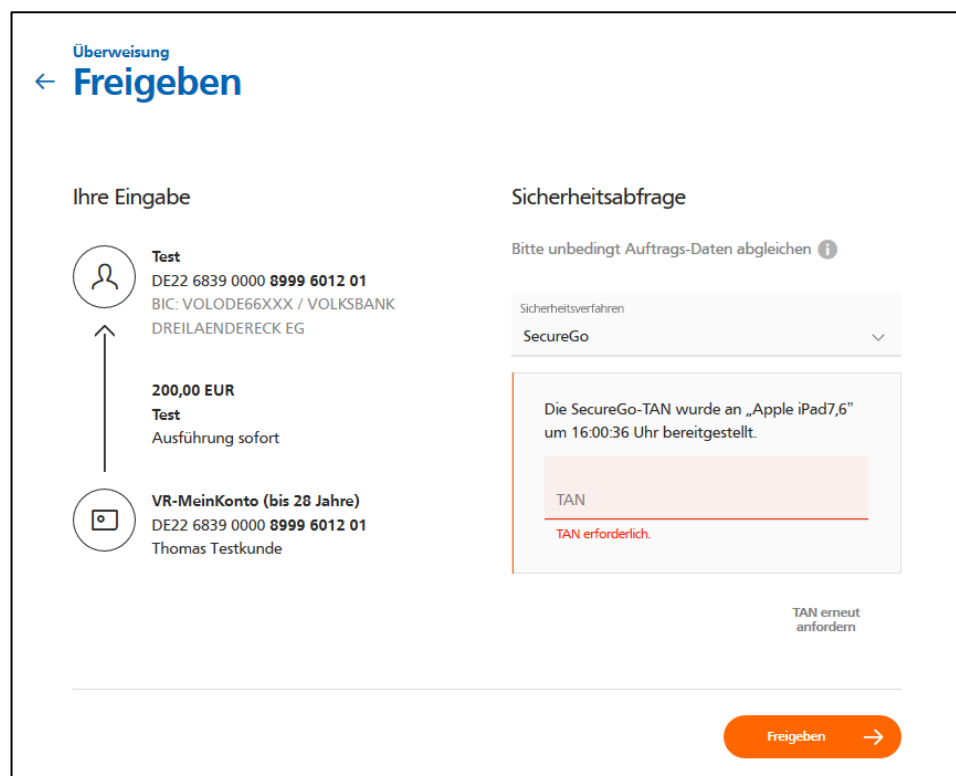 Überweisung
Freigeben
Ihre Eingabe
Test
DE22 6839 0000 8999 6012 01
BIC: VOLODE66XXX / VOLKSBANK
DREILAENDERECK EG
200,00 EUR
Test
Ausführung sofort
VR-MeinKonto (bis 28 Jahre)
DE22 6839 0000 8999 6012 01
Thomas Testkunde
Sicherheitsabfrage
Bitte unbedingt Auftrags-Daten abgleichen i
Sicherheitsverfahren
SecureGo
Die SecureGo-TAN wurde an „Apple iPad7,6"
um 16:00:36 Uhr bereitgestellt.
TAN
TAN erforderlich.
TAN erneut
anfordern
Freigeben